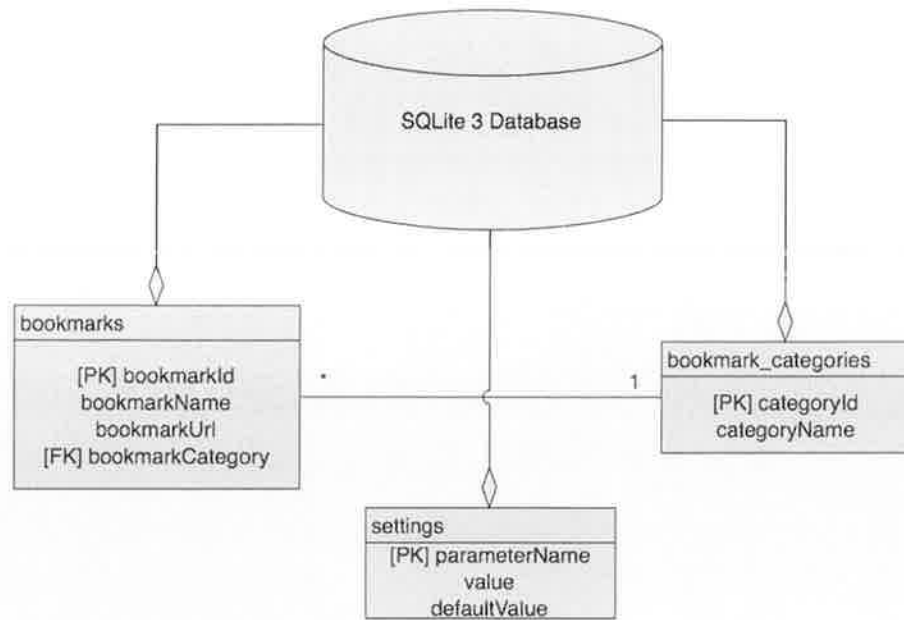 SQLite 3 Database
bookmarks
[PK] bookmarkId
bookmarkName
bookmarkUrl
[FK] bookmarkCategory
*
1
bookmark_categories
[PK] categoryId
categoryName
settings
[PK] parameterName
value
defaultValue